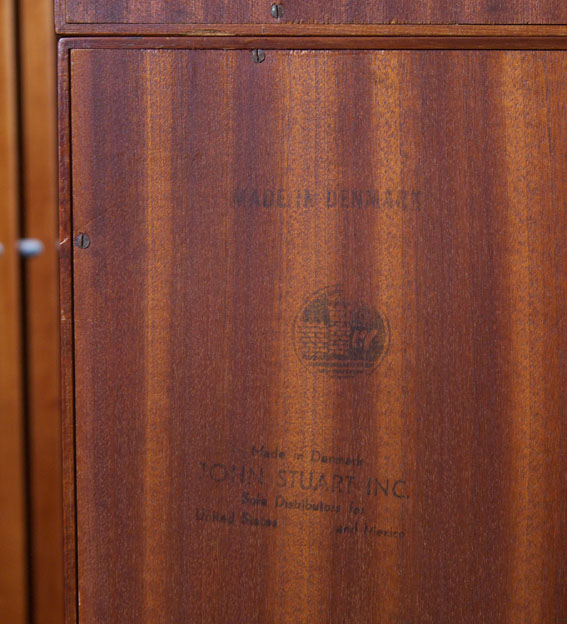 MADE IN DENMARK
Made in Denmark
JOHN STUART INC.
Sole Distributors for
United States and Mexico